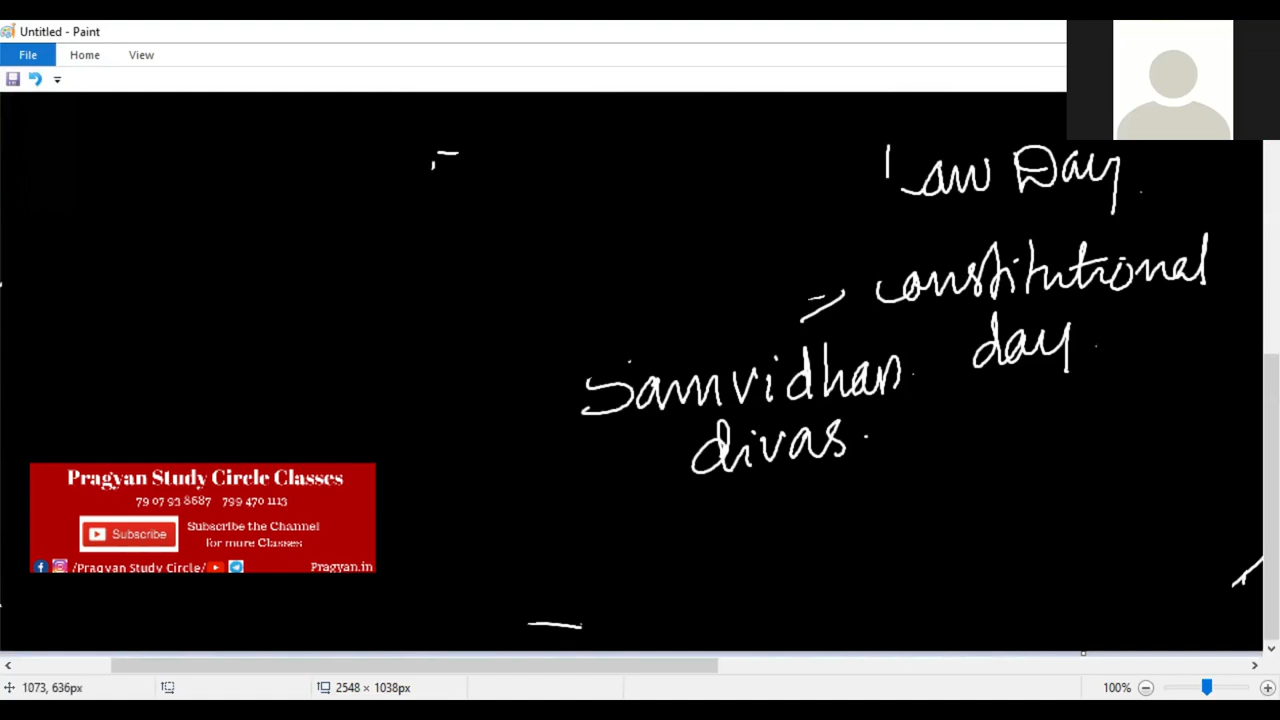 Untitled - Paint
File Home View
Law Day.
=> constitutional
day.
Samvidhan.
divas.
Pragyan Study Circle Classes
79 07 93 8687 799 470 1113
Subscribe
Subscribe the Channel
for more Classes
/Pragyan Study Circle/
Pragyan.in
1073, 636px
2548 × 1038px
100%